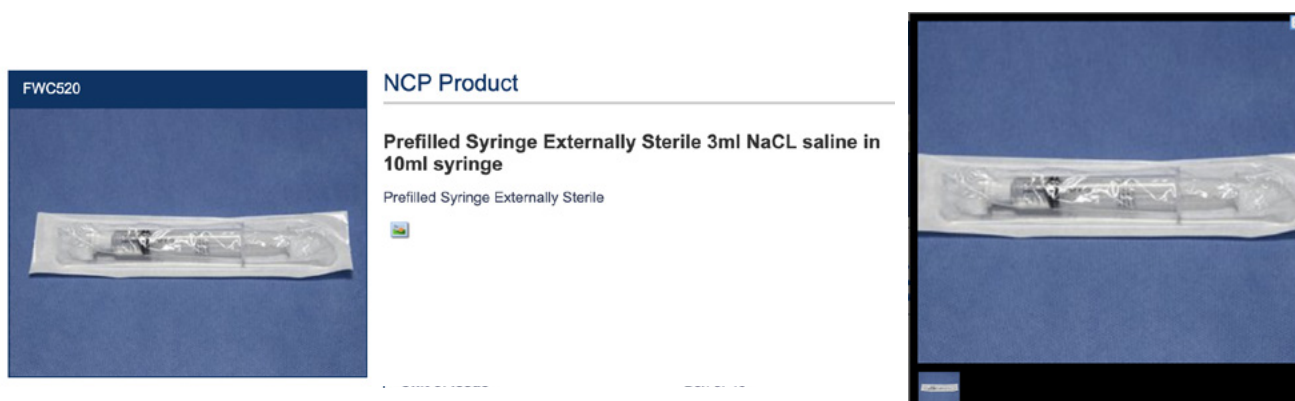 FWC520
NCP Product
Prefilled Syringe Externally Sterile 3ml NaCL saline in
10ml syringe
Prefilled Syringe Externally Sterile